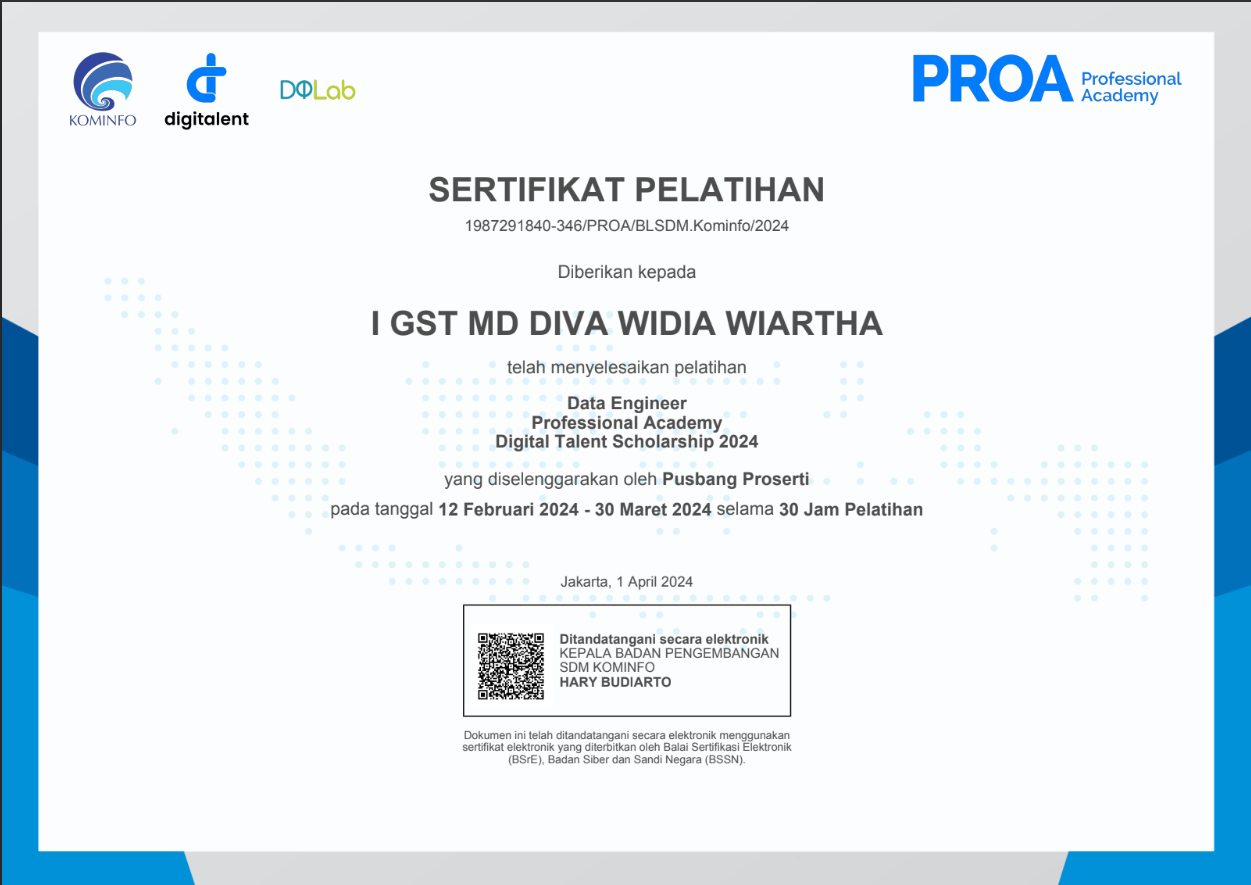 KOMINFO
digitalent
DQLab
PROA Professional Academy
SERTIFIKAT PELATIHAN
1987291840-346/PROA/BLSDM.Kominfo/2024
Diberikan kepada
I GST MD DIVA WIDIA WIARTHA
telah menyelesaikan pelatihan
Data Engineer
Professional Academy
Digital Talent Scholarship 2024
yang diselenggarakan oleh Pusbang Proserti
pada tanggal 12 Februari 2024 - 30 Maret 2024 selama 30 Jam Pelatihan
Jakarta, 1 April 2024
Ditandatangani secara elektronik
KEPALA BADAN PENGEMBANGAN
SDM KOMINFO
HARY BUDIARTO
Dokumen ini telah ditandatangani secara elektronik menggunakan
sertifikat elektronik yang diterbitkan oleh Balai Sertifikasi Elektronik
(BSrE), Badan Siber dan Sandi Negara (BSSN).